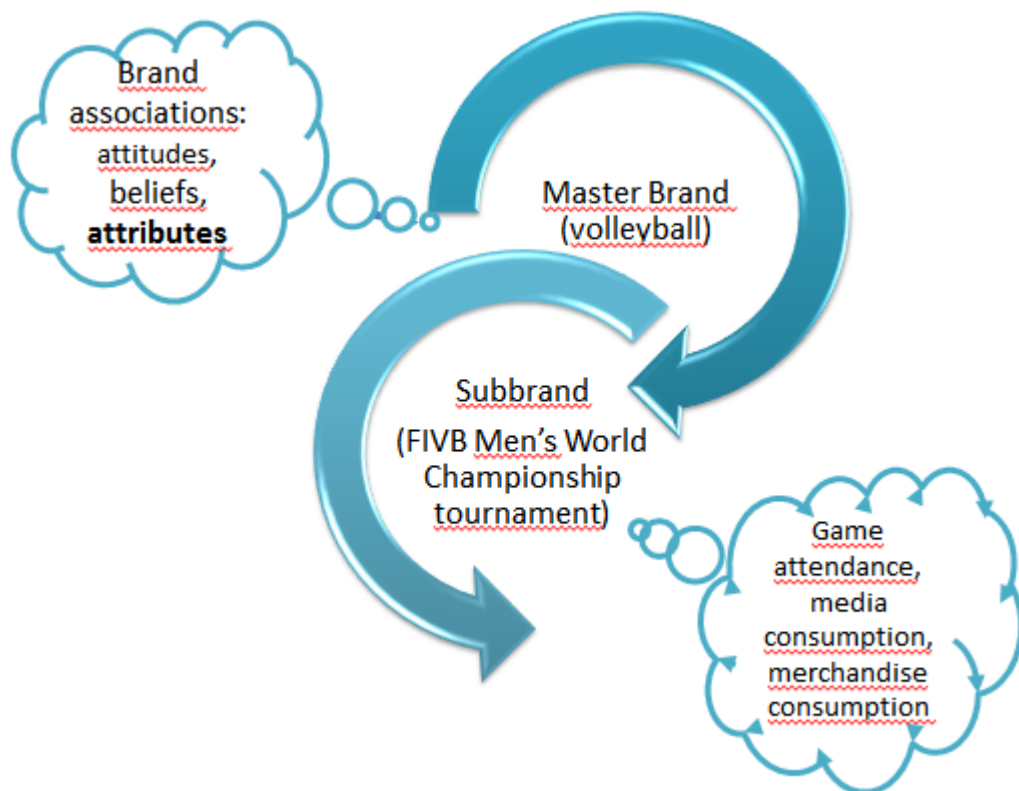 Brand
associations:
attitudes,
beliefs,
attributes
Master Brand
(volleyball)
Subbrand
(FIVB Men’s World
Championship
tournament)
Game
attendance,
media
consumption,
merchandise
consumption